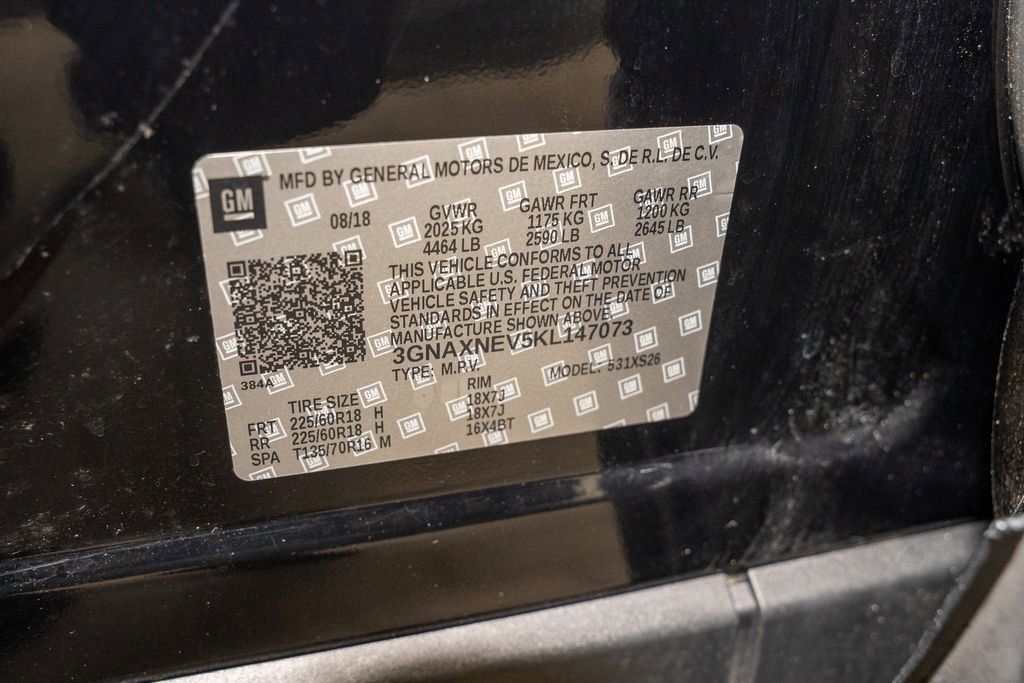 GM
MFD BY GENERAL MOTORS DE MEXICO, S. DE R.L. DE C.V.
08/18
GVWR GAWR FRT GAWR RR
2025 KG 1175 KG 1200 KG
4464 LB 2590 LB 2645 LB
THIS VEHICLE CONFORMS TO ALL
APPLICABLE U.S. FEDERAL MOTOR
VEHICLE SAFETY AND THEFT PREVENTION
STANDARDS IN EFFECT ON THE DATE OF
MANUFACTURE SHOWN ABOVE.
3GNAXNEV5KL147073
TYPE: M.P.V. MODEL: 531XS26
384A
TIRE SIZE RIM
FRT 225/60R18 H 18X7J
RR 225/60R18 H 18X7J
SPA T135/70R16 M 16X4BT